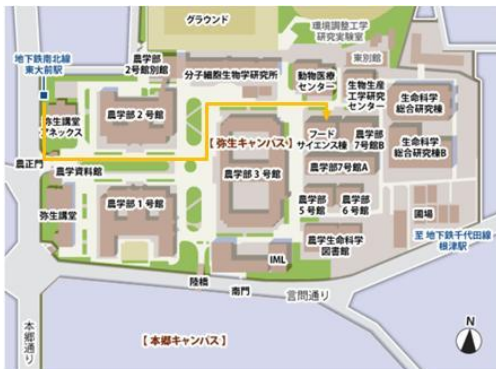 グラウンド
環境調整工学
研究実験室
地下鉄南北線
東大前駅
農学部
2号館別館
分子細胞生物学研究所
動物医療
センター
東別館
生物生産
工学研究
センター
生命科学
総合研究棟
弥生講堂
アネックス
農学部2号館
【弥生キャンパス】
フード
サイエンス棟
農学部
7号館B
生命科学
総合研究棟B
農正門
農学資料館
農学部3号館
農学部7号館A
弥生講堂
農学部1号館
農学部
5号館
農学部
6号館
圃場
至 地下鉄千代田線
根津駅
農学生命科学
図書館
IML
陸橋
南門
言問通り
本郷通り
【本郷キャンパス】
N